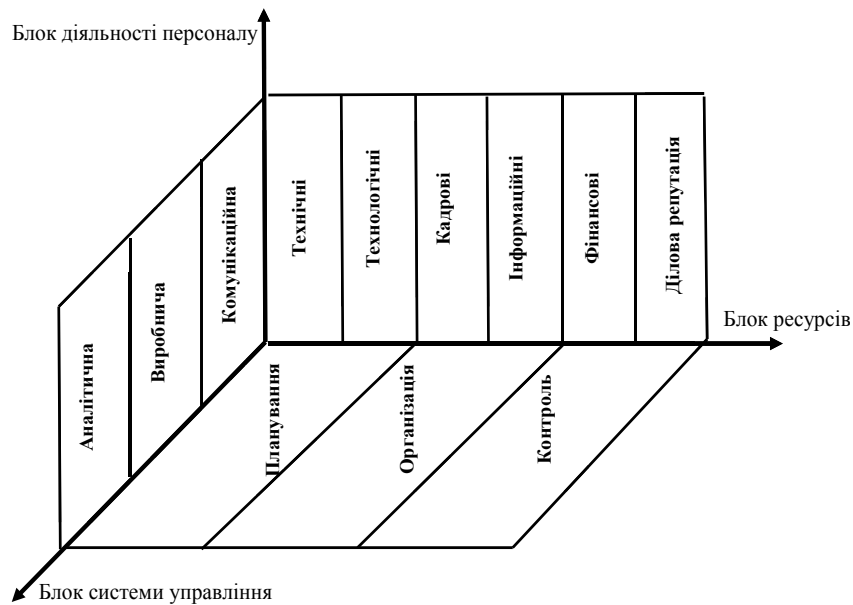 Блок діяльності персоналу
Аналітична
Виробнича
Комунікаційна
Технічні
Технологічні
Кадрові
Інформаційні
Фінансові
Ділова репутація
Блок ресурсів
Планування
Організація
Контроль
Блок системи управління